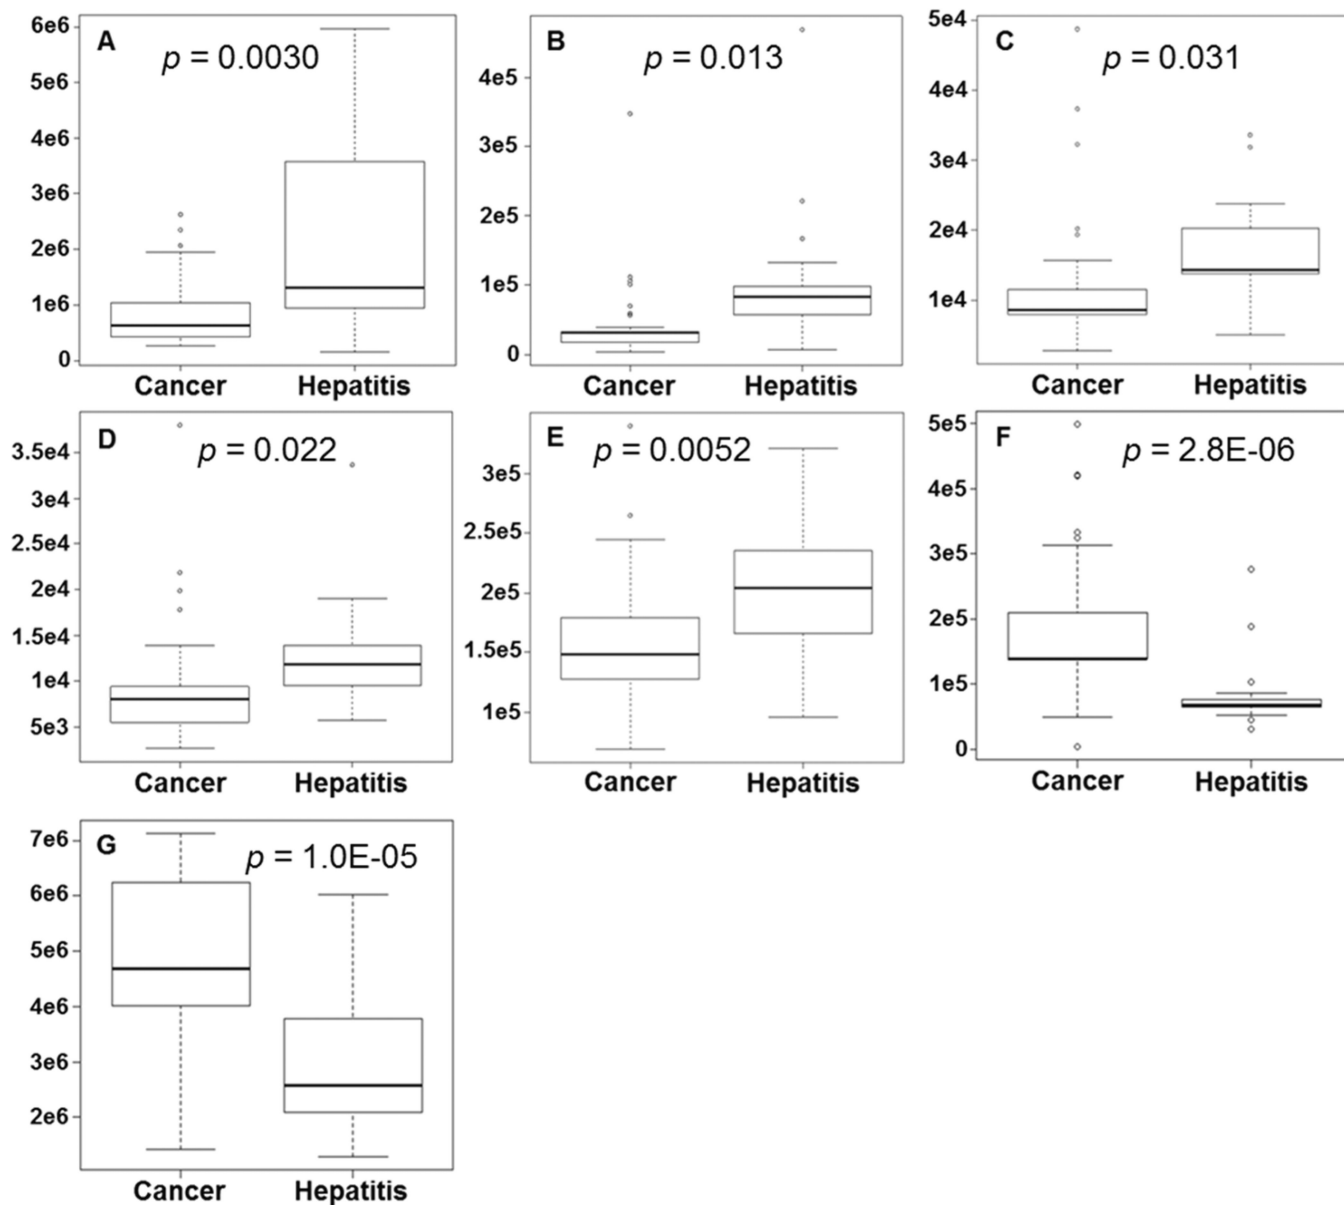 A
p = 0.0030
6e6
5e6
4e6
3e6
2e6
1e6
0
Cancer Hepatitis
B
p = 0.013
4e5
3e5
2e5
1e5
0
Cancer Hepatitis
C
p = 0.031
5e4
4e4
3e4
2e4
1e4
Cancer Hepatitis
D
p = 0.022
3.5e4
3e4
2.5e4
2e4
1.5e4
1e4
5e3
Cancer Hepatitis
E
p = 0.0052
3e5
2.5e5
2e5
1.5e5
1e5
Cancer Hepatitis
F
p = 2.8E-06
5e5
4e5
3e5
2e5
1e5
0
Cancer Hepatitis
G
p = 1.0E-05
7e6
6e6
5e6
4e6
3e6
2e6
Cancer Hepatitis